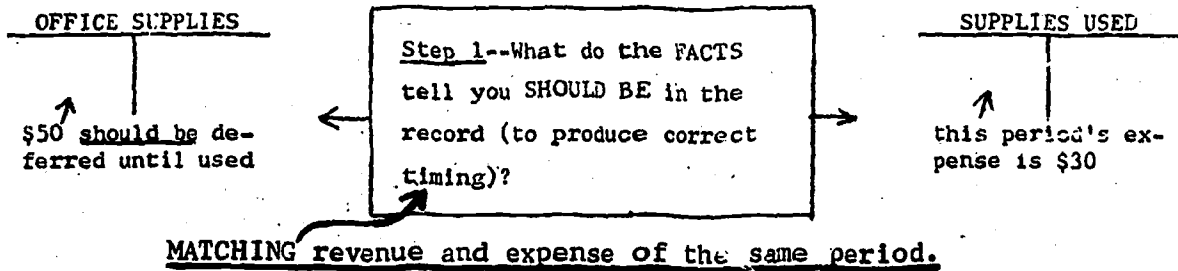 OFFICE SUPPLIES
$50 should be de-
ferred until used
Step 1--What do the FACTS
tell you SHOULD BE in the
record (to produce correct
timing)?
SUPPLIES USED
this period's ex-
pense is $30
MATCHING revenue and expense of the same period.